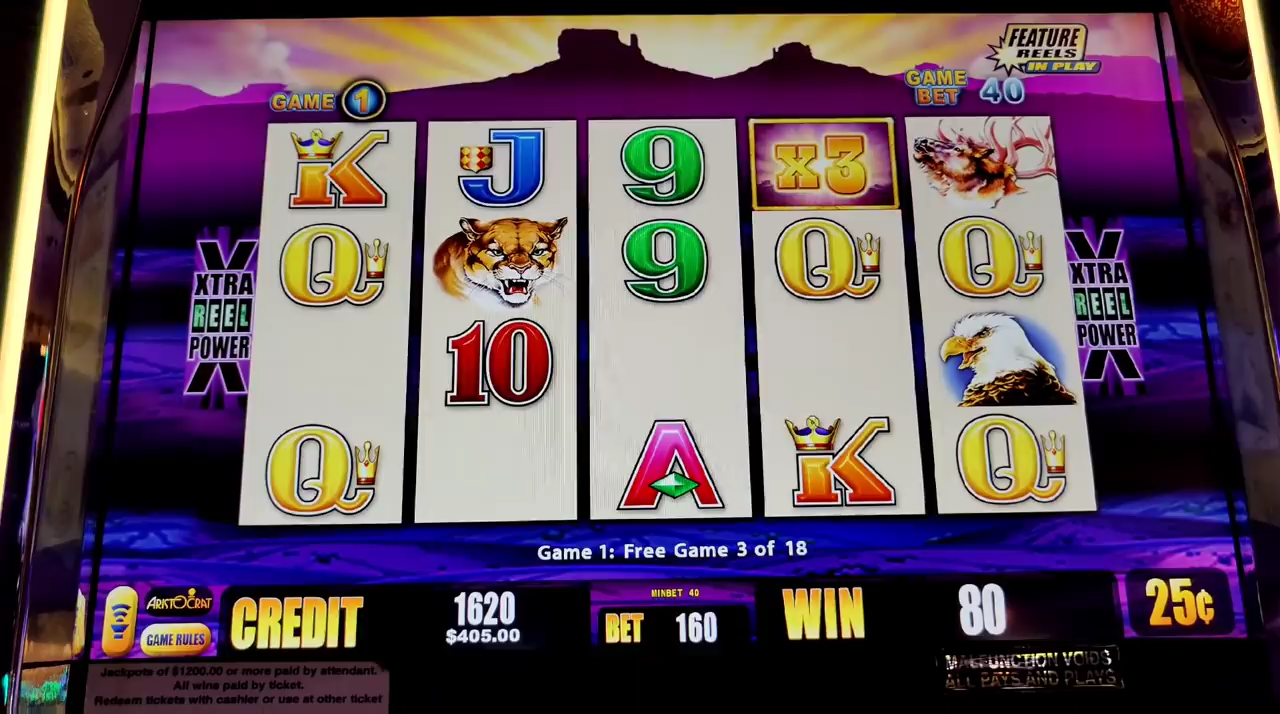 FEATURE
REELS
IN PLAY
GAME 1
GAME
BET 40
K J 9 X3
Q 9 Q Q
10
Q A K Q
XTRA
REEL
POWER
X
XTRA
REEL
POWER
X
Game 1: Free Game 3 of 18
ARISTOCRAT
GAME RULES
CREDIT
1620
$405.00
MINBET 40
BET 160
WIN
80
25¢
MALFUNCTION VOIDS
ALL PAYS AND PLAYS
Jackpots of $1200.00 or more paid by attendant.
All wins paid by ticket.
Redeem tickets with cashier or use at other ticket